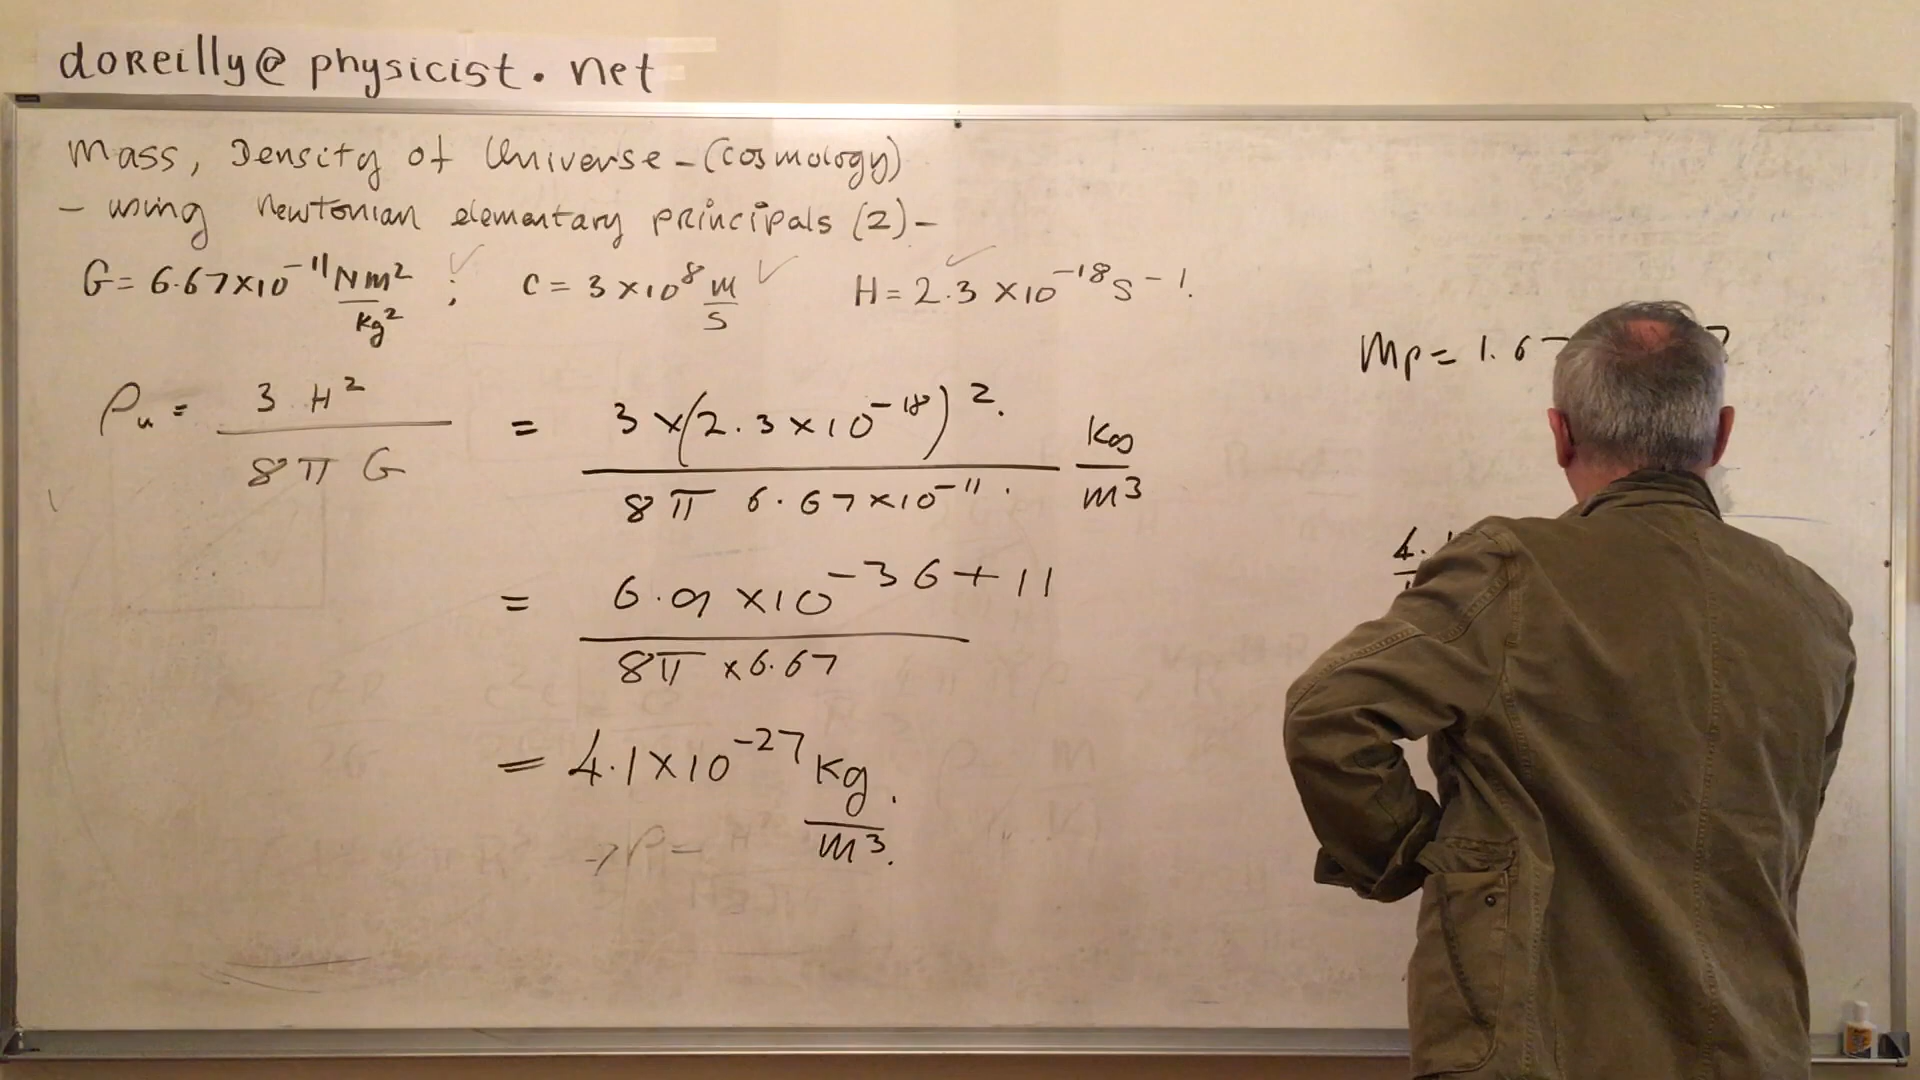 doReilly@physicist.net
Mass, Density of Universe - (cosmology)
- using Newtonian elementary principals (2) -
G = 6.67×10⁻¹¹ Nm²/kg² ; ✓ C = 3×10⁸ m/s ✓ H = 2.3×10⁻¹⁸ S⁻¹. ✓
Mp = 1.67
ρᵤ = 3 H² / 8π G = 3×(2.3×10⁻¹⁸)². / 8π 6.67×10⁻¹¹. Kg/m³
4.
= 6.9×10⁻³⁶⁺¹¹ / 8π ×6.67
= 4.1×10⁻²⁷ Kg/m³.